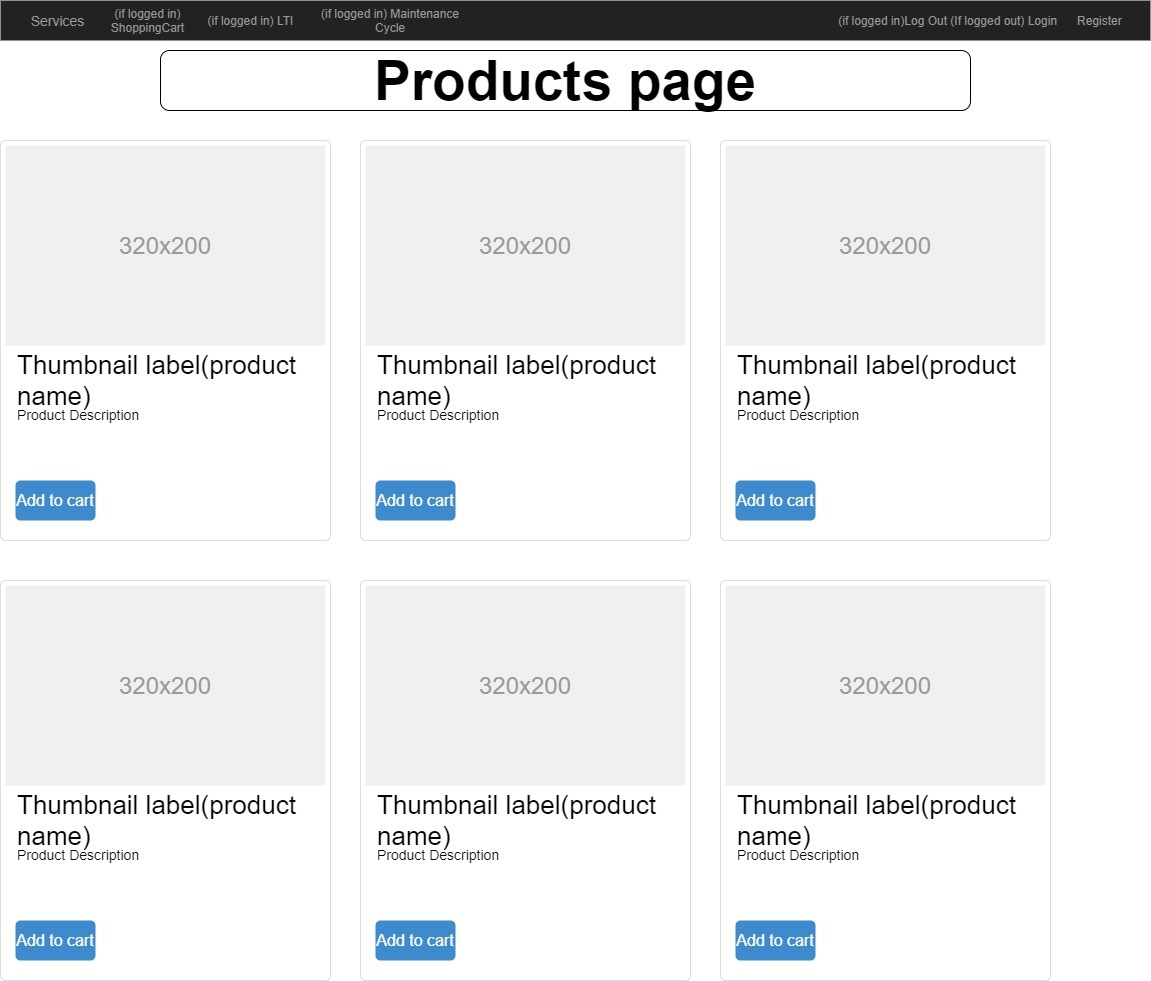 Services
(if logged in)
ShoppingCart
(if logged in) LTI
(if logged in) Maintenance
Cycle
(if logged in)Log Out (If logged out) Login
Register
Products page
320x200
320x200
320x200
Thumbnail label(product
name)
Product Description
Thumbnail label(product
name)
Product Description
Thumbnail label(product
name)
Product Description
Add to cart
Add to cart
Add to cart
320x200
320x200
320x200
Thumbnail label(product
name)
Product Description
Thumbnail label(product
name)
Product Description
Thumbnail label(product
name)
Product Description
Add to cart
Add to cart
Add to cart